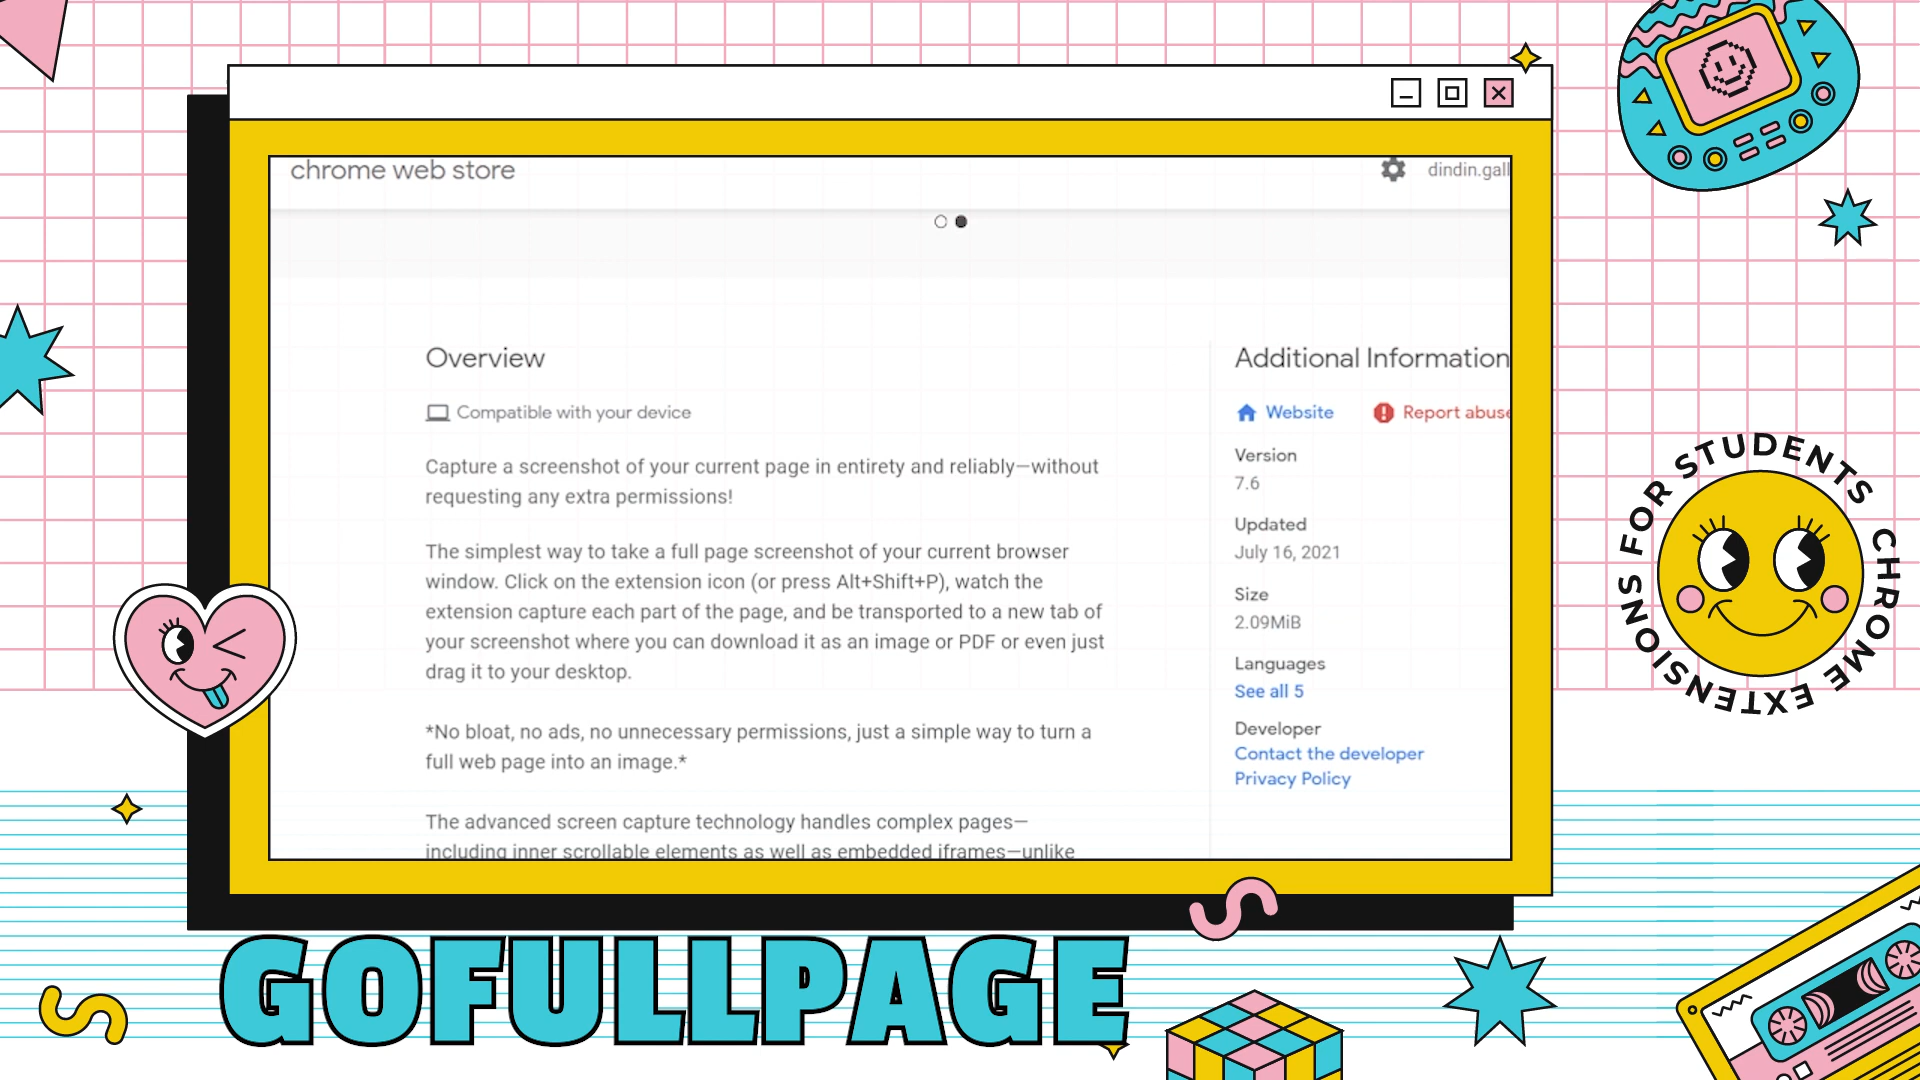 chrome web store
dindin.gall
Overview
Compatible with your device
Capture a screenshot of your current page in entirety and reliably—without
requesting any extra permissions!
The simplest way to take a full page screenshot of your current browser
window. Click on the extension icon (or press Alt+Shift+P), watch the
extension capture each part of the page, and be transported to a new tab of
your screenshot where you can download it as an image or PDF or even just
drag it to your desktop.
*No bloat, no ads, no unnecessary permissions, just a simple way to turn a
full web page into an image.*
The advanced screen capture technology handles complex pages—
including inner scrollable elements as well as embedded iframes—unlike
Additional Information
Website
Report abuse
Version
7.6
Updated
July 16, 2021
Size
2.09MiB
Languages
See all 5
Developer
Contact the developer
Privacy Policy
CHROME EXTENSIONS FOR STUDENTS
GOFULLPAGE